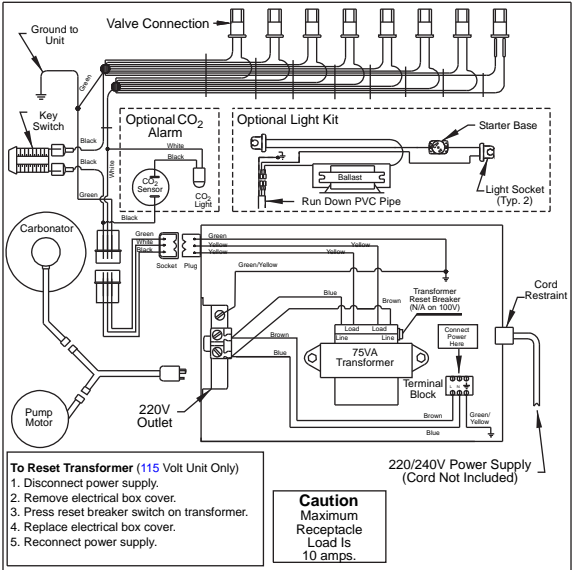 Valve Connection
Ground to
Unit
Green
Key
Switch
Black
Black
White
Green
Optional CO2
Alarm
White
Black
CO2
Sensor
CO2
Light
Black
Optional Light Kit
Starter Base
Ballast
Light Socket
(Typ. 2)
Run Down PVC Pipe
Carbonator
Green
White
Black
Socket
Plug
Green
Yellow
Yellow
Yellow
Green/Yellow
Blue
Brown
Transformer
Reset Breaker
(N/A on 100V)
Cord
Restraint
Load
Load
Line
Line
75VA
Transformer
Connect
Power
Here
Brown
Blue
Terminal
Block
L N
Brown
Blue
Green/
Yellow
220V
Outlet
Pump
Motor
220/240V Power Supply
(Cord Not Included)
To Reset Transformer (115 Volt Unit Only)
1. Disconnect power supply.
2. Remove electrical box cover.
3. Press reset breaker switch on transformer.
4. Replace electrical box cover.
5. Reconnect power supply.
Caution
Maximum
Receptacle
Load Is
10 amps.